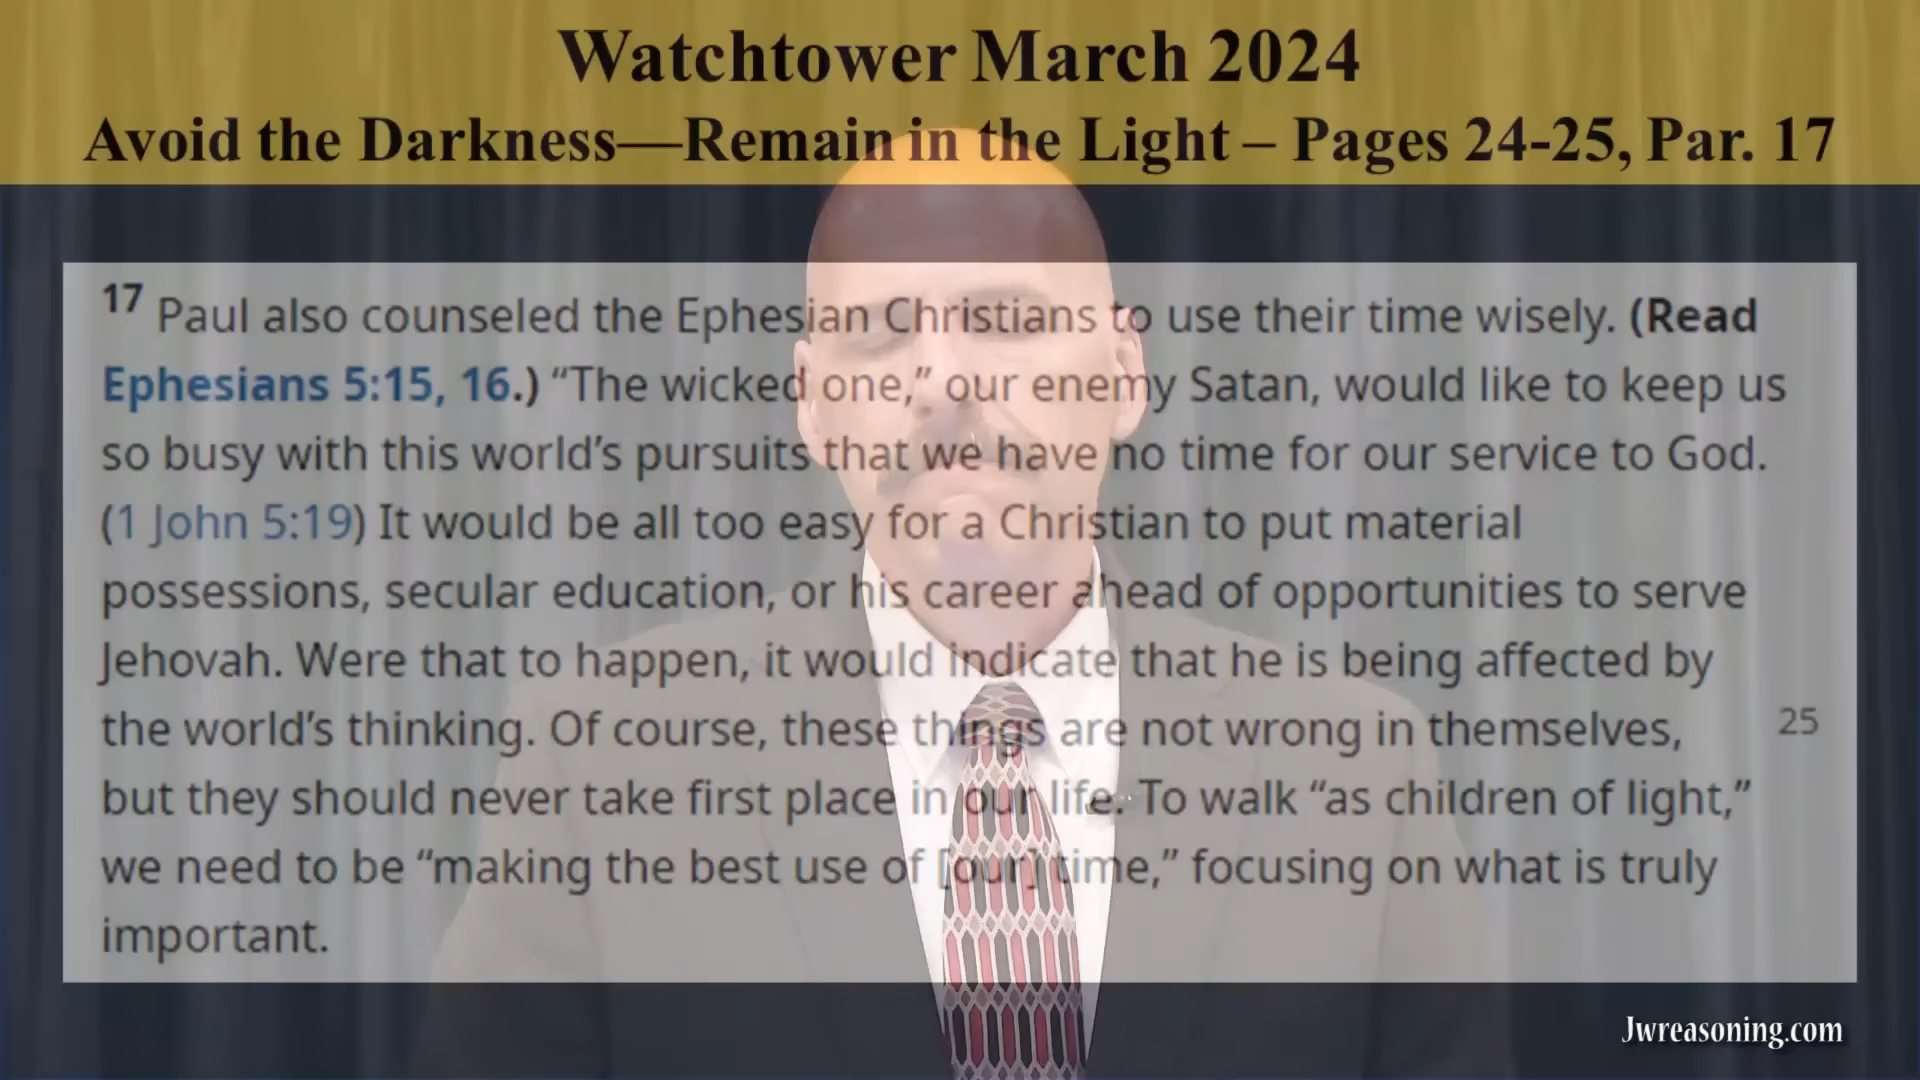 Watchtower March 2024
Avoid the Darkness—Remain in the Light – Pages 24-25, Par. 17
17 Paul also counseled the Ephesian Christians to use their time wisely. (Read
Ephesians 5:15, 16.) “The wicked one,” our enemy Satan, would like to keep us
so busy with this world’s pursuits that we have no time for our service to God.
(1 John 5:19) It would be all too easy for a Christian to put material
possessions, secular education, or his career ahead of opportunities to serve
Jehovah. Were that to happen, it would indicate that he is being affected by
the world’s thinking. Of course, these things are not wrong in themselves,
25
but they should never take first place in our life. To walk “as children of light,”
we need to be “making the best use of [our] time,” focusing on what is truly
important.
Jwreasoning.com